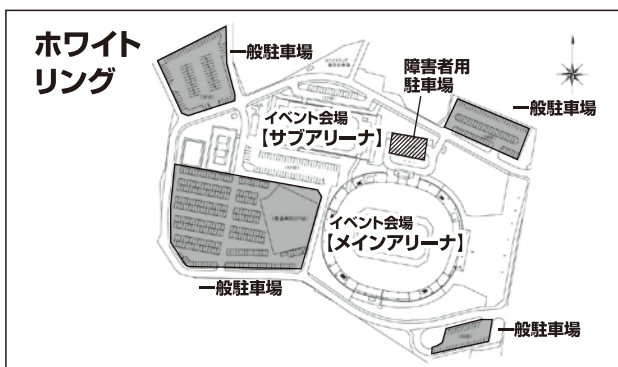 ホワイト
リング
一般駐車場
障害者用
駐車場
一般駐車場
イベント会場
【サブアリーナ】
イベント会場
【メインアリーナ】
一般駐車場
一般駐車場